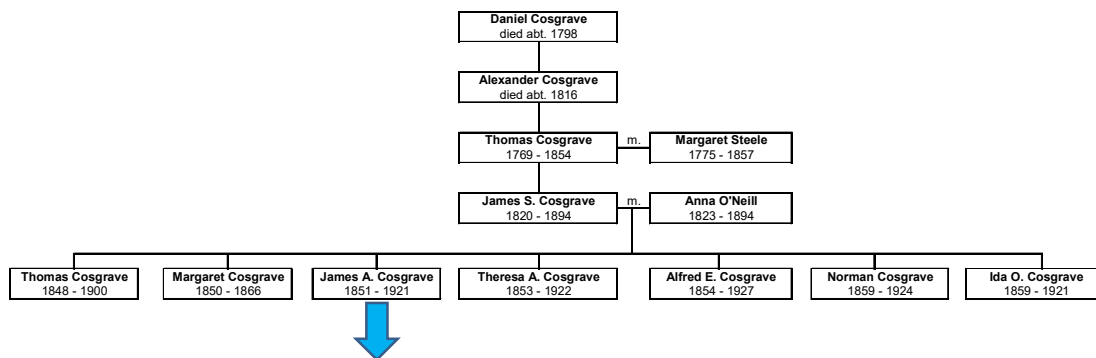 Daniel Cosgrave
died abt. 1798
Alexander Cosgrave
died abt. 1816
Thomas Cosgrave
1769 - 1854
m.
Margaret Steele
1775 - 1857
James S. Cosgrave
1820 - 1894
m.
Anna O'Neill
1823 - 1894
Thomas Cosgrave
1848 - 1900
Margaret Cosgrave
1850 - 1866
James A. Cosgrave
1851 - 1921
Theresa A. Cosgrave
1853 - 1922
Alfred E. Cosgrave
1854 - 1927
Norman Cosgrave
1859 - 1924
Ida O. Cosgrave
1859 - 1921